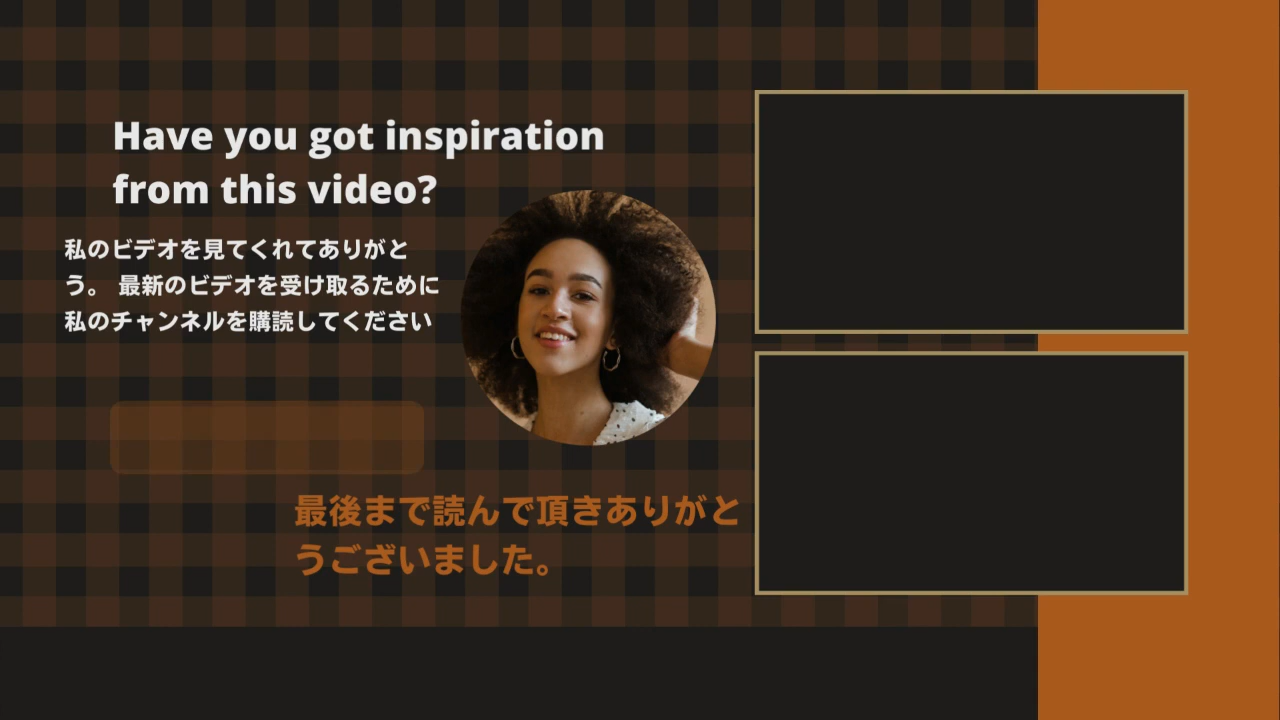 Have you got inspiration
from this video?
私のビデオを見てくれてありがと
う。 最新のビデオを受け取るために
私のチャンネルを購読してください
最後まで読んで頂きありがと
うございました。